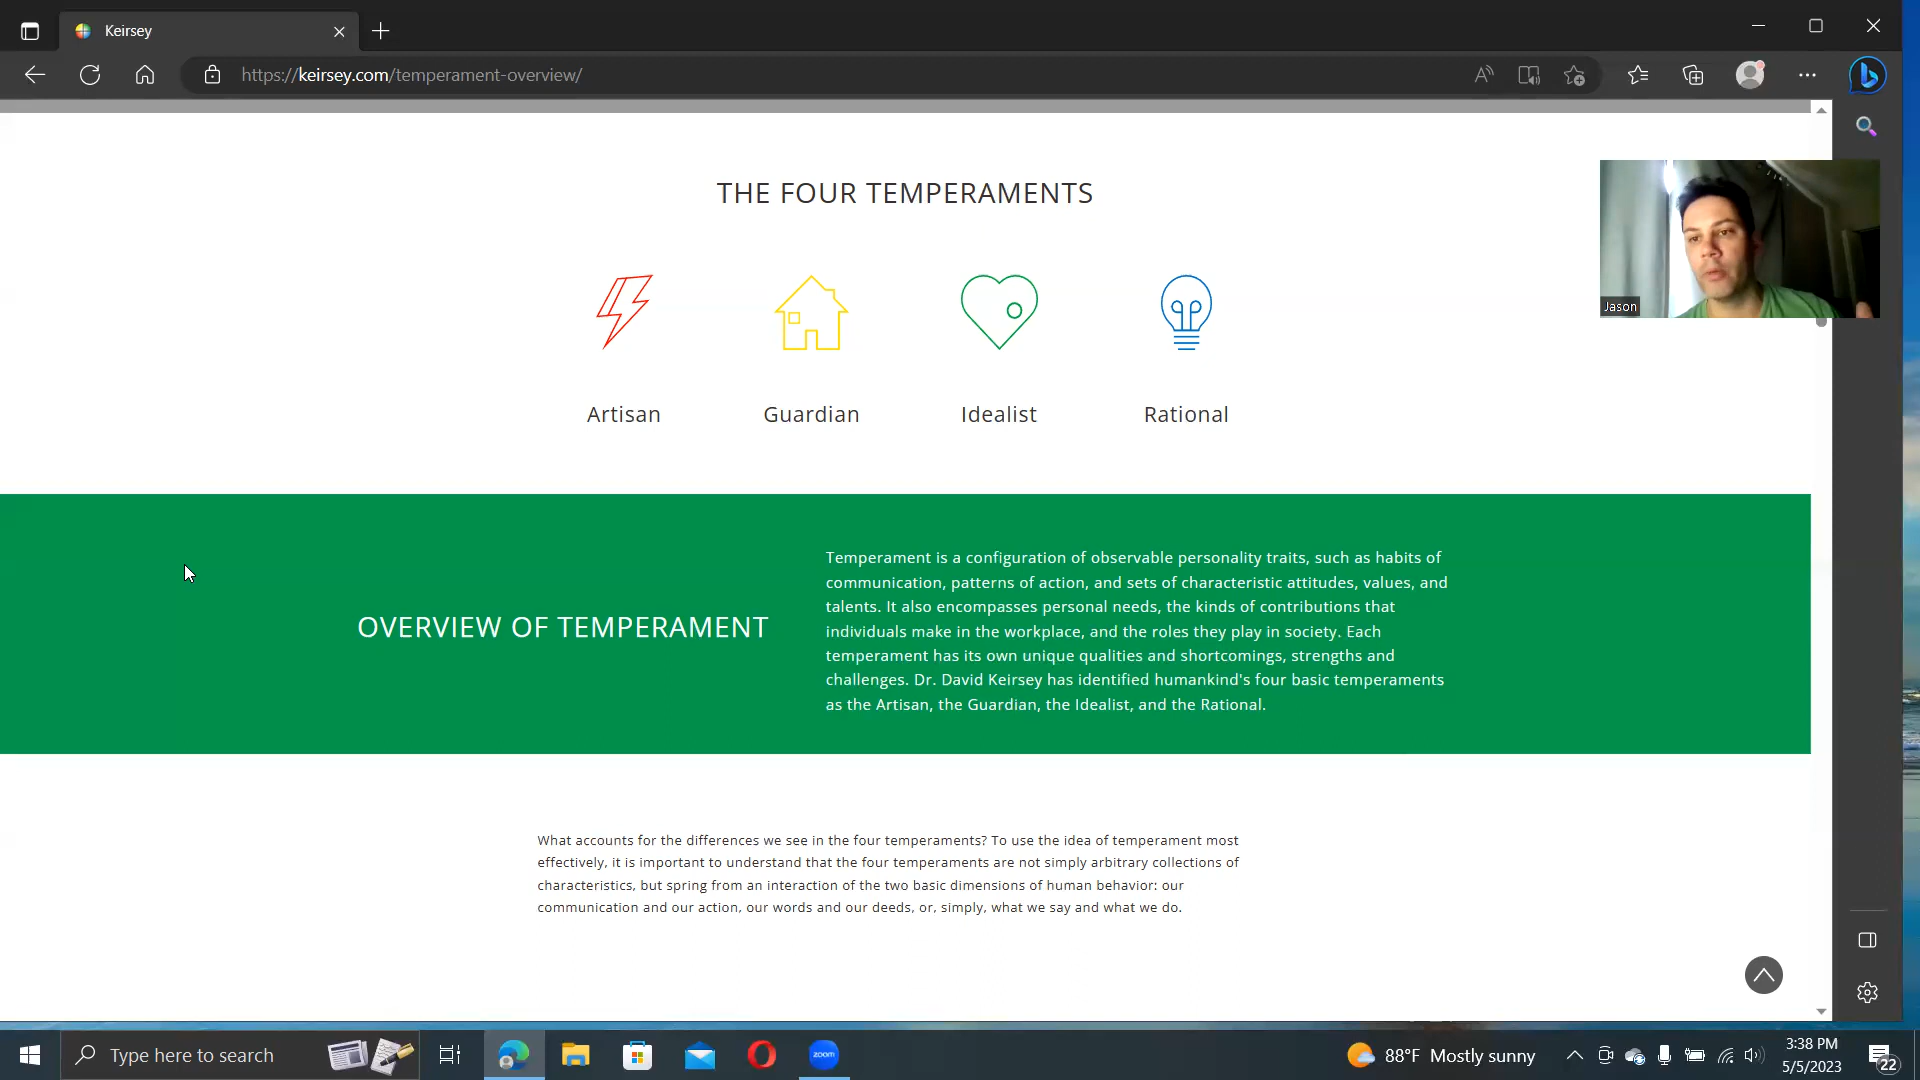 Keirsey
https://keirsey.com/temperament-overview/
THE FOUR TEMPERAMENTS
Jason
Artisan
Guardian
Idealist
Rational
OVERVIEW OF TEMPERAMENT
Temperament is a configuration of observable personality traits, such as habits of
communication, patterns of action, and sets of characteristic attitudes, values, and
talents. It also encompasses personal needs, the kinds of contributions that
individuals make in the workplace, and the roles they play in society. Each
temperament has its own unique qualities and shortcomings, strengths and
challenges. Dr. David Keirsey has identified humankind's four basic temperaments
as the Artisan, the Guardian, the Idealist, and the Rational.
What accounts for the differences we see in the four temperaments? To use the idea of temperament most
effectively, it is important to understand that the four temperaments are not simply arbitrary collections of
characteristics, but spring from an interaction of the two basic dimensions of human behavior: our
communication and our action, our words and our deeds, or, simply, what we say and what we do.
Type here to search
zoom
88°F Mostly sunny
3:38 PM
5/5/2023
22